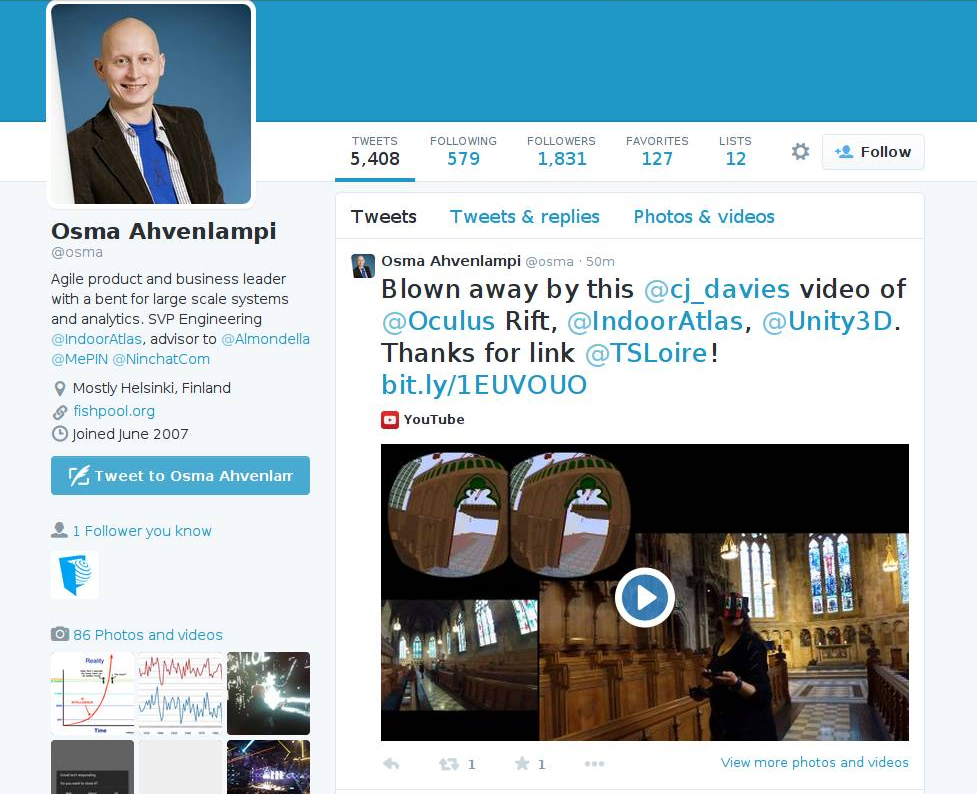 TWEETS FOLLOWING FOLLOWERS FAVORITES LISTS
5,408 579 1,831 127 12
Follow
Osma Ahvenlampi
@osma
Agile product and business leader
with a bent for large scale systems
and analytics. SVP Engineering
@IndoorAtlas, advisor to @Almondella
@MePIN @NinchatCom
Mostly Helsinki, Finland
fishpool.org
Joined June 2007
Tweet to Osma Ahvenlam
1 Follower you know
86 Photos and videos
Reality
Time
Tweets Tweets & replies Photos & videos
Osma Ahvenlampi @osma · 50m
Blown away by this @cj_davies video of
@Oculus Rift, @IndoorAtlas, @Unity3D.
Thanks for link @TSLoire!
bit.ly/1EUVOUO
YouTube
1 1
View more photos and videos